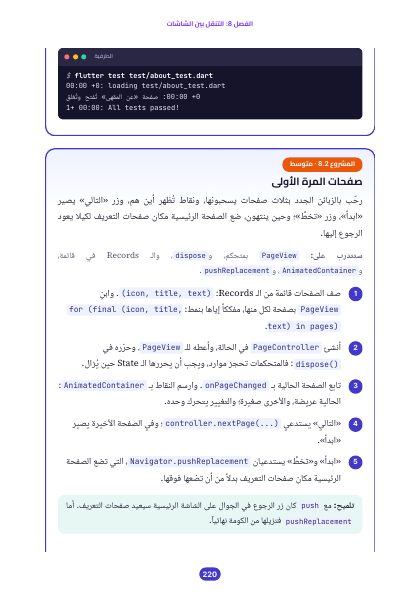 الفصل 8: التنقل بين الشاشات
الطرفية
$ flutter test test/about_test.dart
00:00 +0: loading test/about_test.dart
00:00 +0: صفحة «عن المقهى» تُفتح وتُغلق
00:00 +1: All tests passed!
المشروع 8.2 · متوسط
صفحات المرة الأولى
رحّب بالزبائن الجدد بثلاث صفحات يسحبونها، ونقاط تُظهر أين هم، وزر «التالي» يصير
«ابدأ»، وزر «تخطَّ»؛ وحين ينتهون، ضع الصفحة الرئيسية مكان صفحات التعريف لكيلا يعود
الرجوع إليها.
ستتدرب على: PageView بمتحكم، و dispose، والـ Records في قائمة،
و AnimatedContainer، و pushReplacement.
1 صف الصفحات قائمة من الـ Records: (icon, title, text). وابنِ
PageView بصفحة لكل منها، مفككاً إياها بنمط: for (final (icon, title,
text) in pages).
2 أنشئ PageController في الحالة، وأعطه للـ PageView، وحرّره في
dispose(): فالمتحكمات تحجز موارد، ويجب أن يحررها الـ State حين يُزال.
3 تابع الصفحة الحالية بـ onPageChanged. وارسم النقاط بـ AnimatedContainer:
الحالية عريضة، والأخرى صغيرة؛ والتغيير يتحرك وحده.
4 «التالي» يستدعي controller.nextPage(...)؛ وفي الصفحة الأخيرة يصير
«ابدأ».
5 «ابدأ» و«تخطَّ» يستدعيان Navigator.pushReplacement، التي تضع الصفحة
الرئيسية مكان صفحات التعريف بدلاً من أن تضعها فوقها.
تلميح: مع push كان زر الرجوع في الجوال على الشاشة الرئيسية سيعيد صفحات التعريف. أما
pushReplacement فتزيلها من الكومة نهائياً.
220